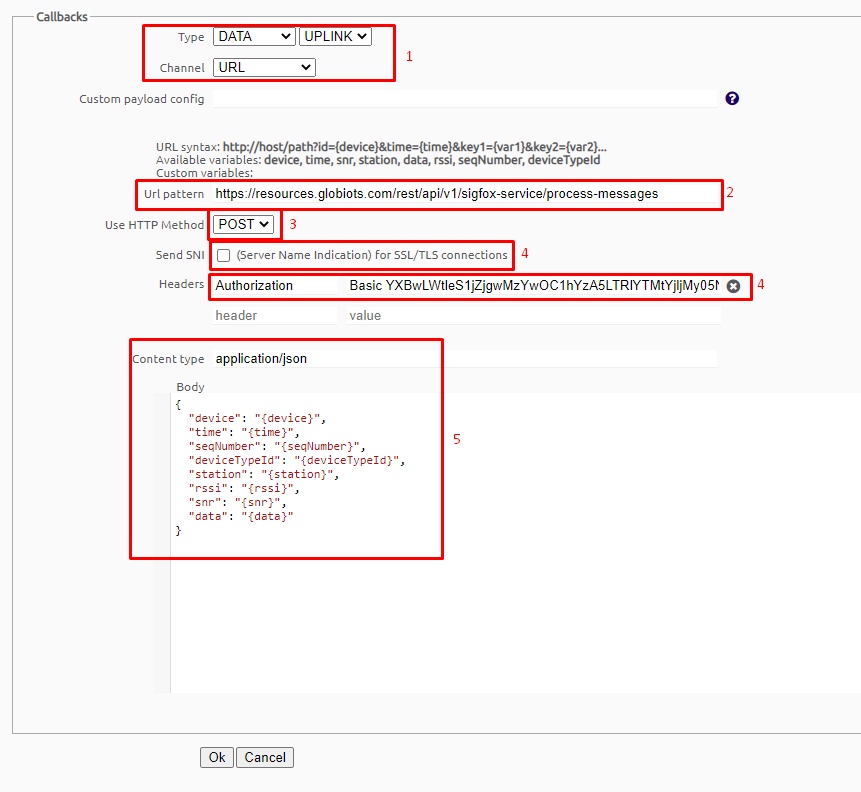 Callbacks
Type DATA UPLINK
1
Channel URL
Custom payload config
?
URL syntax: http://host/path?id={device}&time={time}&key1={var1}&key2={var2}...
Available variables: device, time, snr, station, data, rssi, seqNumber, deviceTypeId
Custom variables:
Url pattern https://resources.globiots.com/rest/api/v1/sigfox-service/process-messages 2
Use HTTP Method POST 3
Send SNI (Server Name Indication) for SSL/TLS connections 4
Headers Authorization Basic 4
header value
Content type application/json
Body
{
"device": "{device}",
"time": "{time}",
"seqNumber": "{seqNumber}",
5
"deviceTypeId": "{deviceTypeId}",
"station": "{station}",
"rssi": "{rssi}",
"snr": "{snr}",
"data": "{data}"
}
Ok Cancel